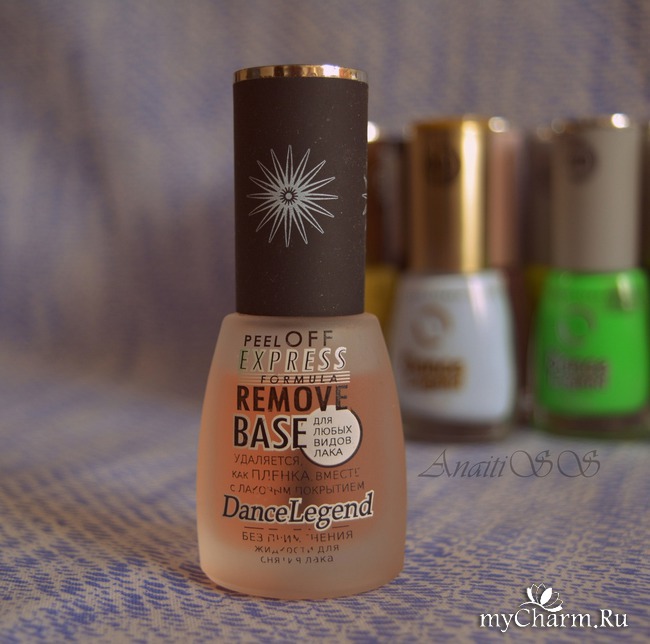 PEEL OFF
EXPRESS
FORMULA
REMOVE
BASE
ДЛЯ
ЛЮБЫХ
ВИДОВ
ЛАКА
УДАЛЯЕТСЯ,
КАК ПЛЕНКА ВМЕСТЕ
С ЛАКОВЫМ ПОКРЫТИЕМ
DanceLegend
БЕЗ ПРИМЕНЕНИЯ
ЖИДКОСТИ ДЛЯ
СНЯТИЯ ЛАКА
AnaitiSS
myCharm.Ru